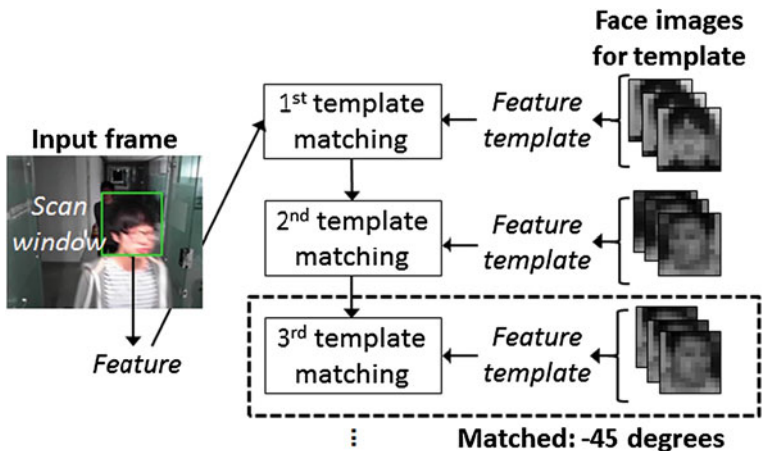 Face images
for template
Input frame
Scan
window
Feature
1st template
matching
Feature
template
2nd template
matching
Feature
template
3rd template
matching
Feature
template
⋮
Matched: -45 degrees